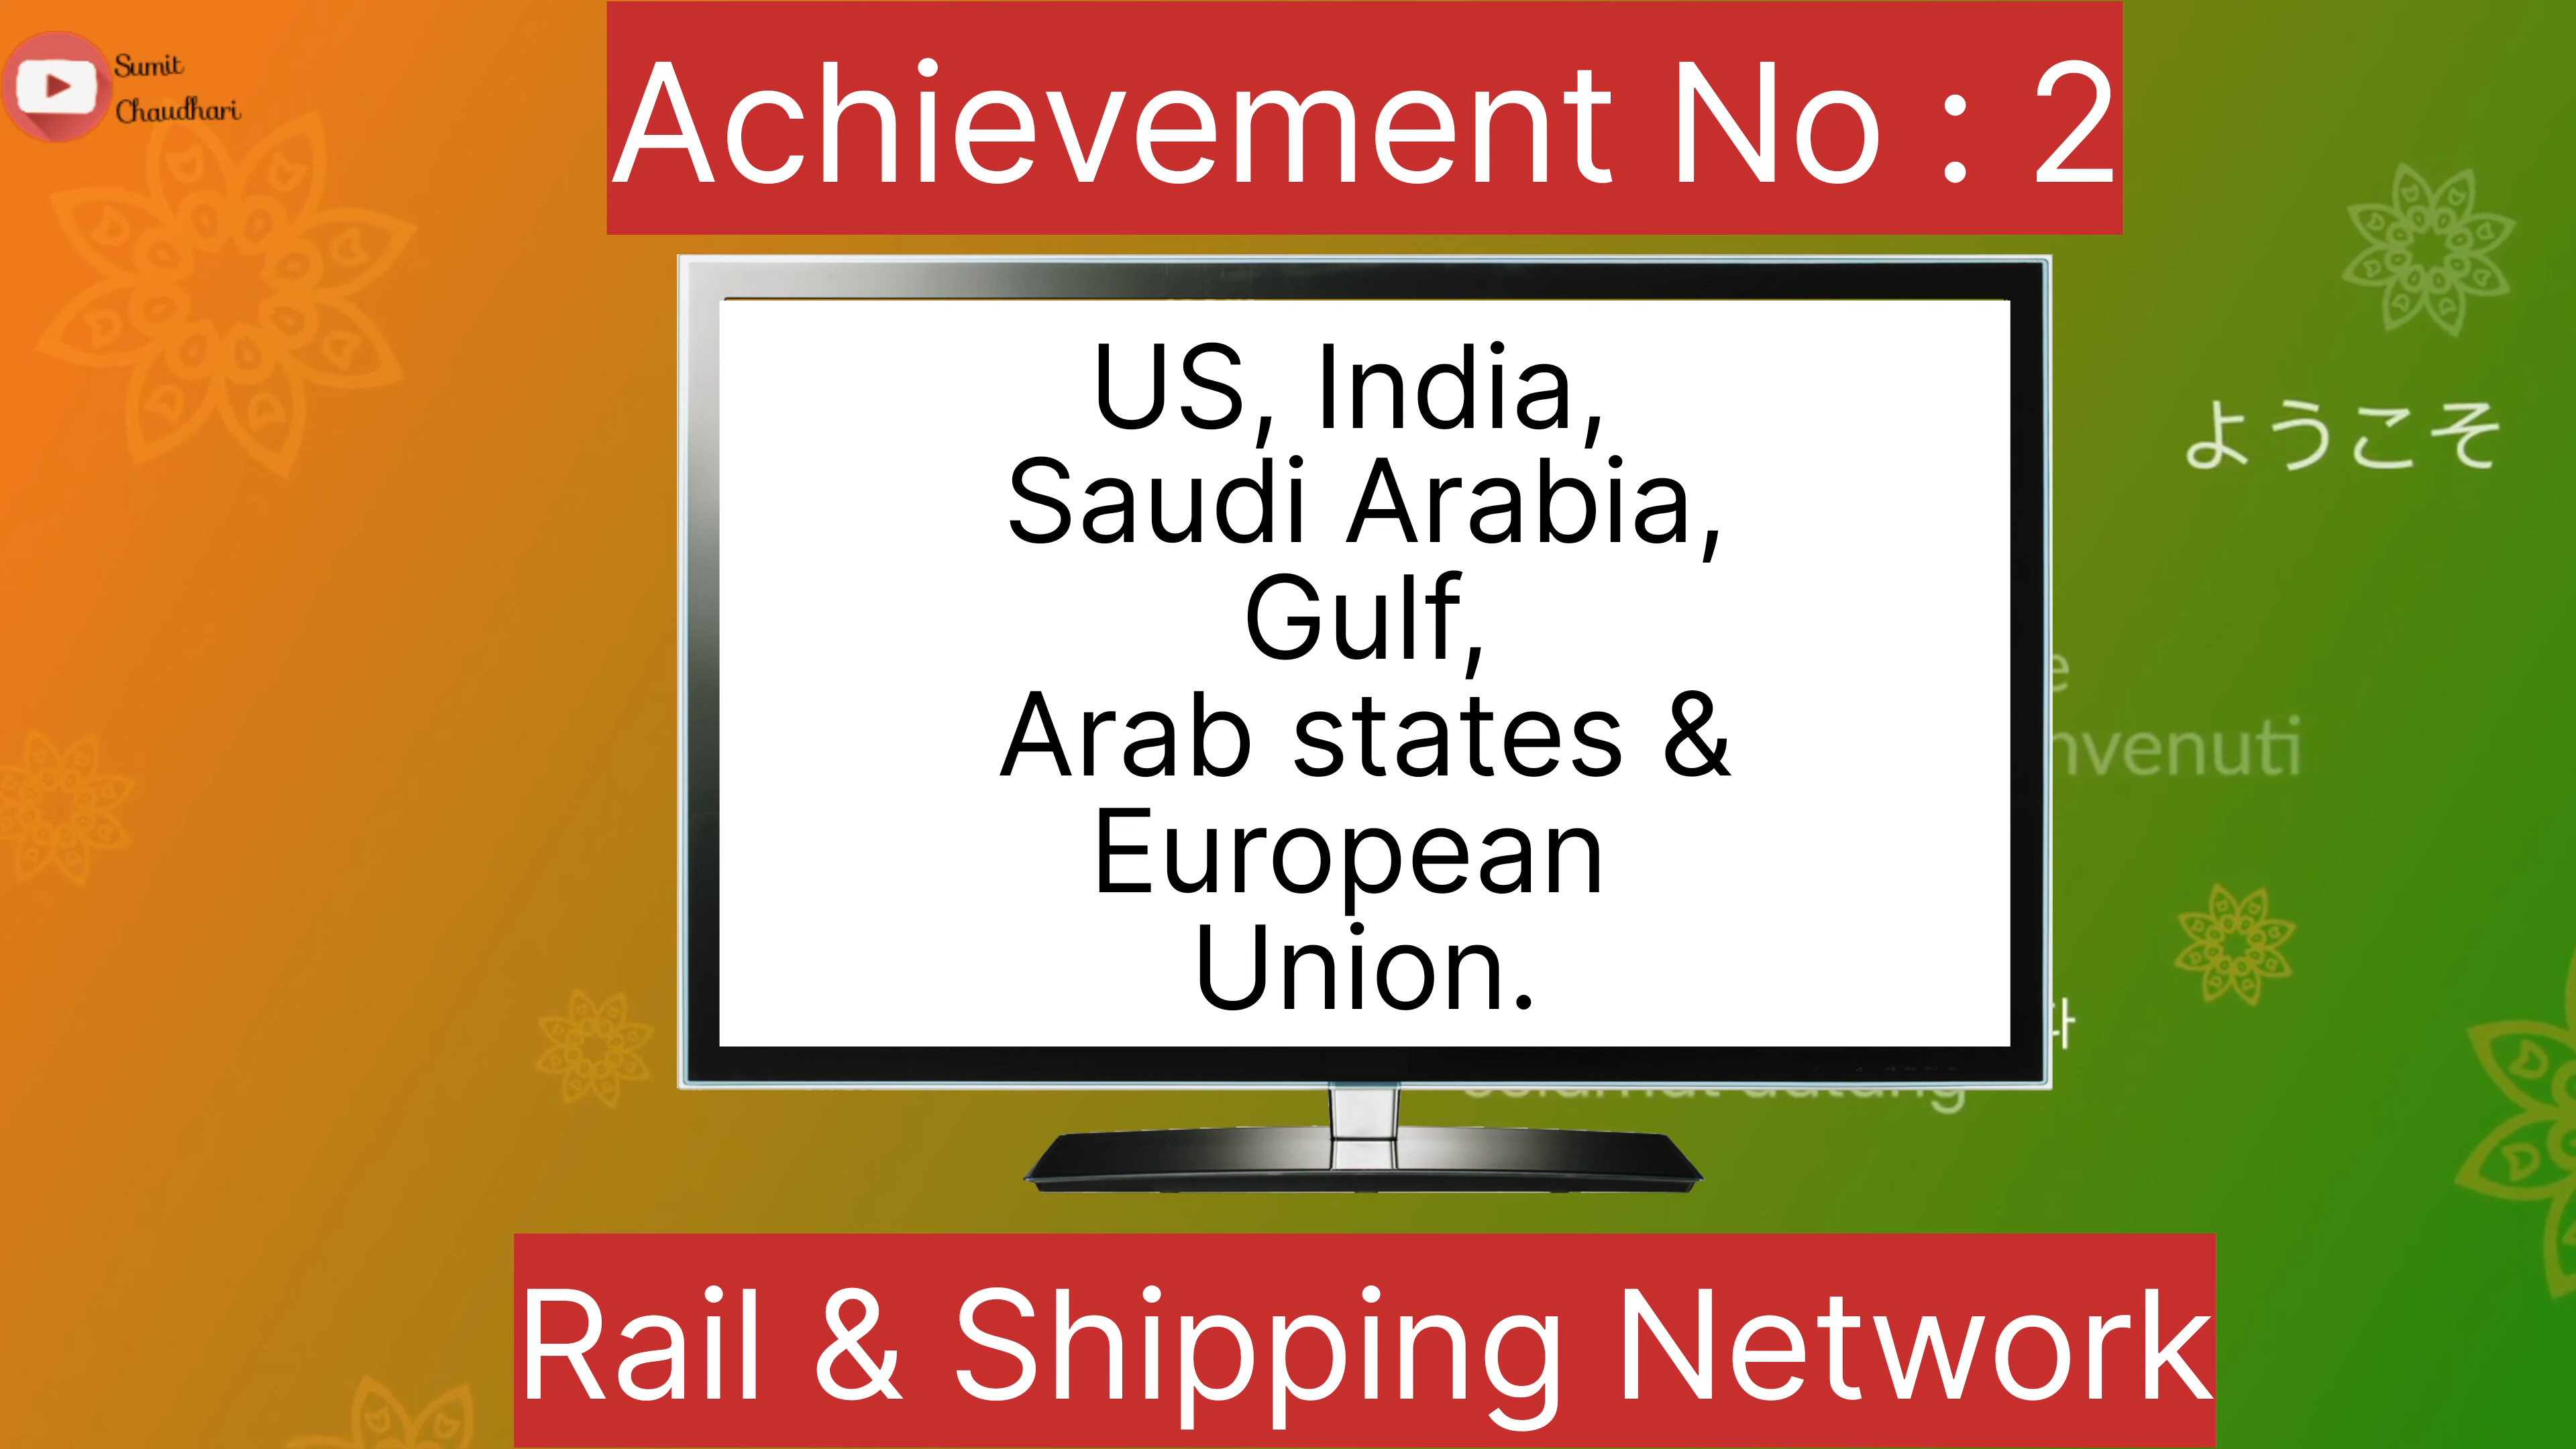 Sumit
Chaudhari
Achievement No : 2
US, India,
Saudi Arabia,
Gulf,
Arab states &
European
Union.
ようこそ
nvenuti
Rail & Shipping Network